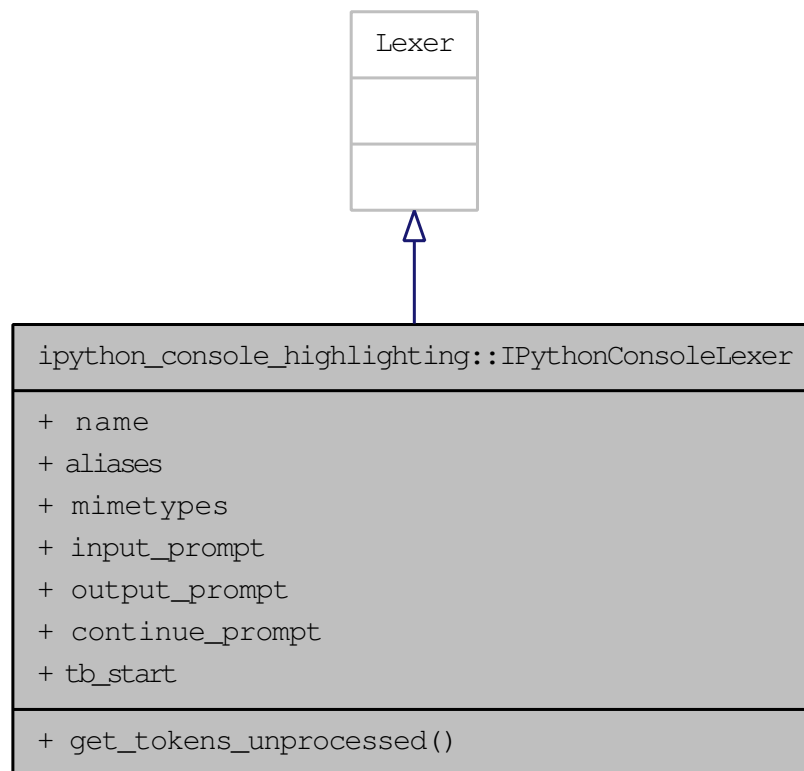 Lexer
ipython_console_highlighting::IPythonConsoleLexer
+ name
+ aliases
+ mimetypes
+ input_prompt
+ output_prompt
+ continue_prompt
+ tb_start
+ get_tokens_unprocessed()